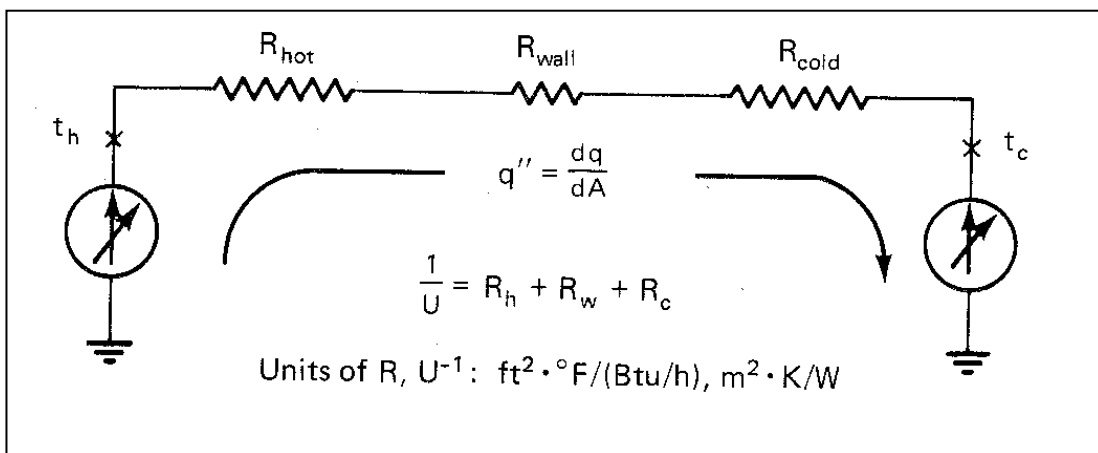 R_hot R_wall R_cold
t_h t_c
q'' = dq/dA
1/U = R_h + R_w + R_c
Units of R, U⁻¹: ft² · °F/(Btu/h), m² · K/W